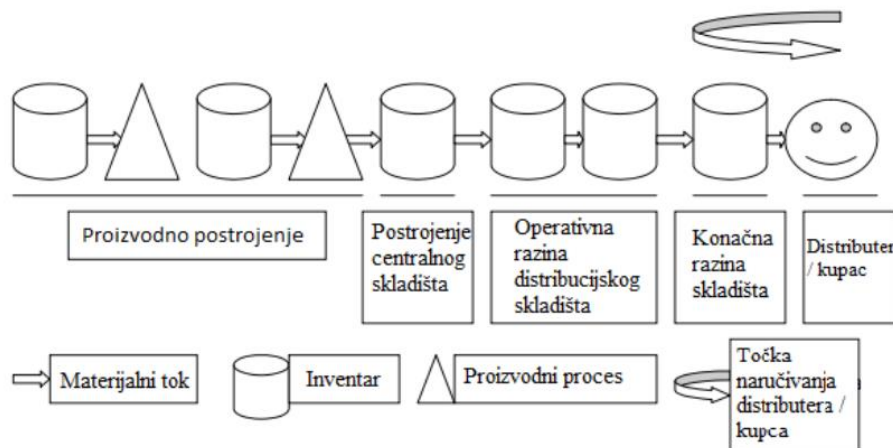 Proizvodno postrojenje
Postrojenje
centralnog
skladišta
Operativna
razina
distribucijskog
skladišta
Konačna
razina
skladišta
Distributer
/ kupac
Materijalni tok
Inventar
Proizvodni proces
Točka
naručivanja
distributera /
kupca